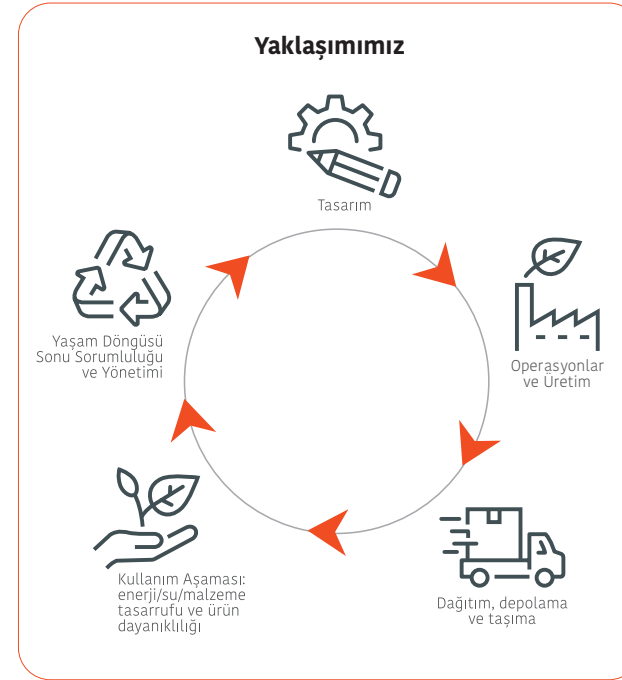 Yaklaşımımız
Tasarım
Operasyonlar
ve Üretim
Dağıtım, depolama
ve taşıma
Kullanım Aşaması:
enerji/su/malzeme
tasarrufu ve ürün
dayanıklılığı
Yaşam Döngüsü
Sonu Sorumluluğu
ve Yönetimi